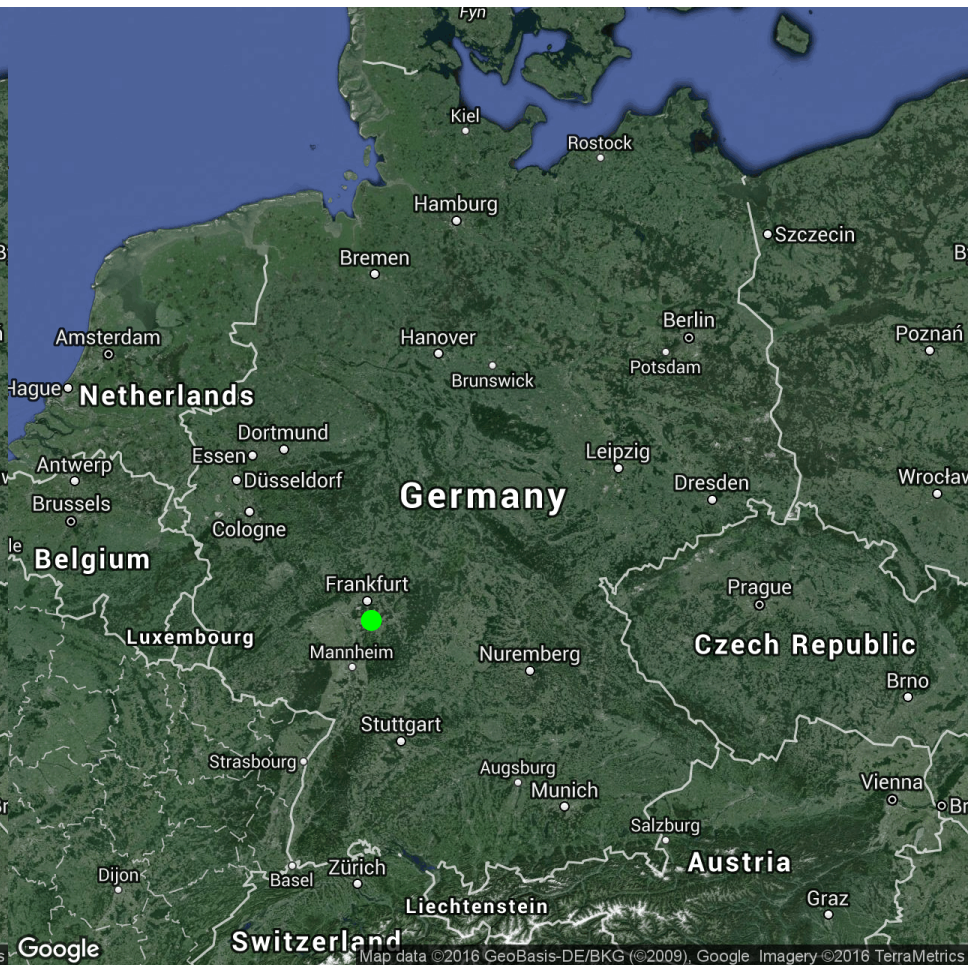 Fyn
Kiel
Rostock
Hamburg
Szczecin
Bremen
Berlin
Poznań
Amsterdam
Hanover
Potsdam
Brunswick
Hague
Netherlands
Dortmund
Essen
Leipzig
Antwerp
Düsseldorf
Dresden
Wrocław
Germany
Brussels
Cologne
Belgium
Frankfurt
Prague
Luxembourg
Czech Republic
Mannheim
Nuremberg
Brno
Stuttgart
Strasbourg
Augsburg
Vienna
Munich
Br
Salzburg
Austria
Zürich
Dijon
Basel
Graz
Liechtenstein
Switzerland
Google
Map data ©2016 GeoBasis-DE/BKG (©2009), Google Imagery ©2016 TerraMetrics